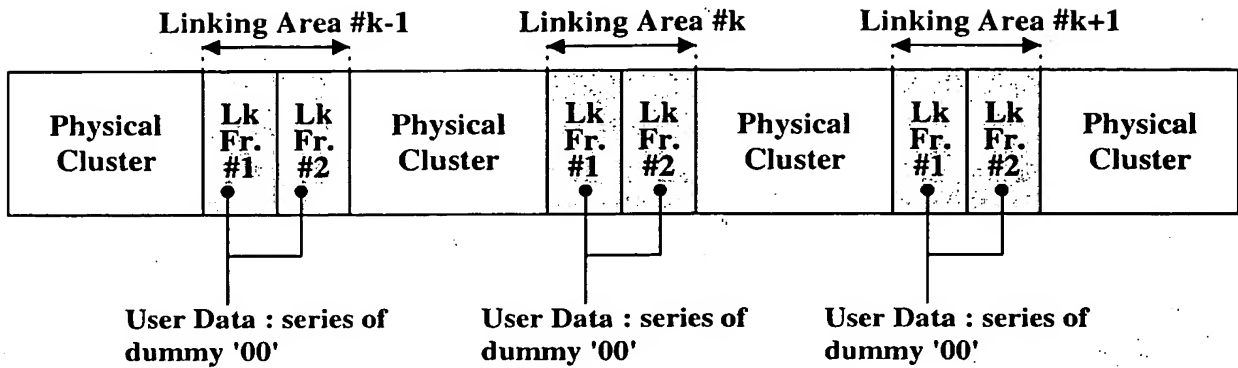 Linking Area #k-1 Linking Area #k Linking Area #k+1
Physical Cluster Lk Fr. #1 Lk Fr. #2 Physical Cluster Lk Fr. #1 Lk Fr. #2 Physical Cluster Lk Fr. #1 Lk Fr. #2 Physical Cluster
User Data : series of dummy '00'
User Data : series of dummy '00'
User Data : series of dummy '00'